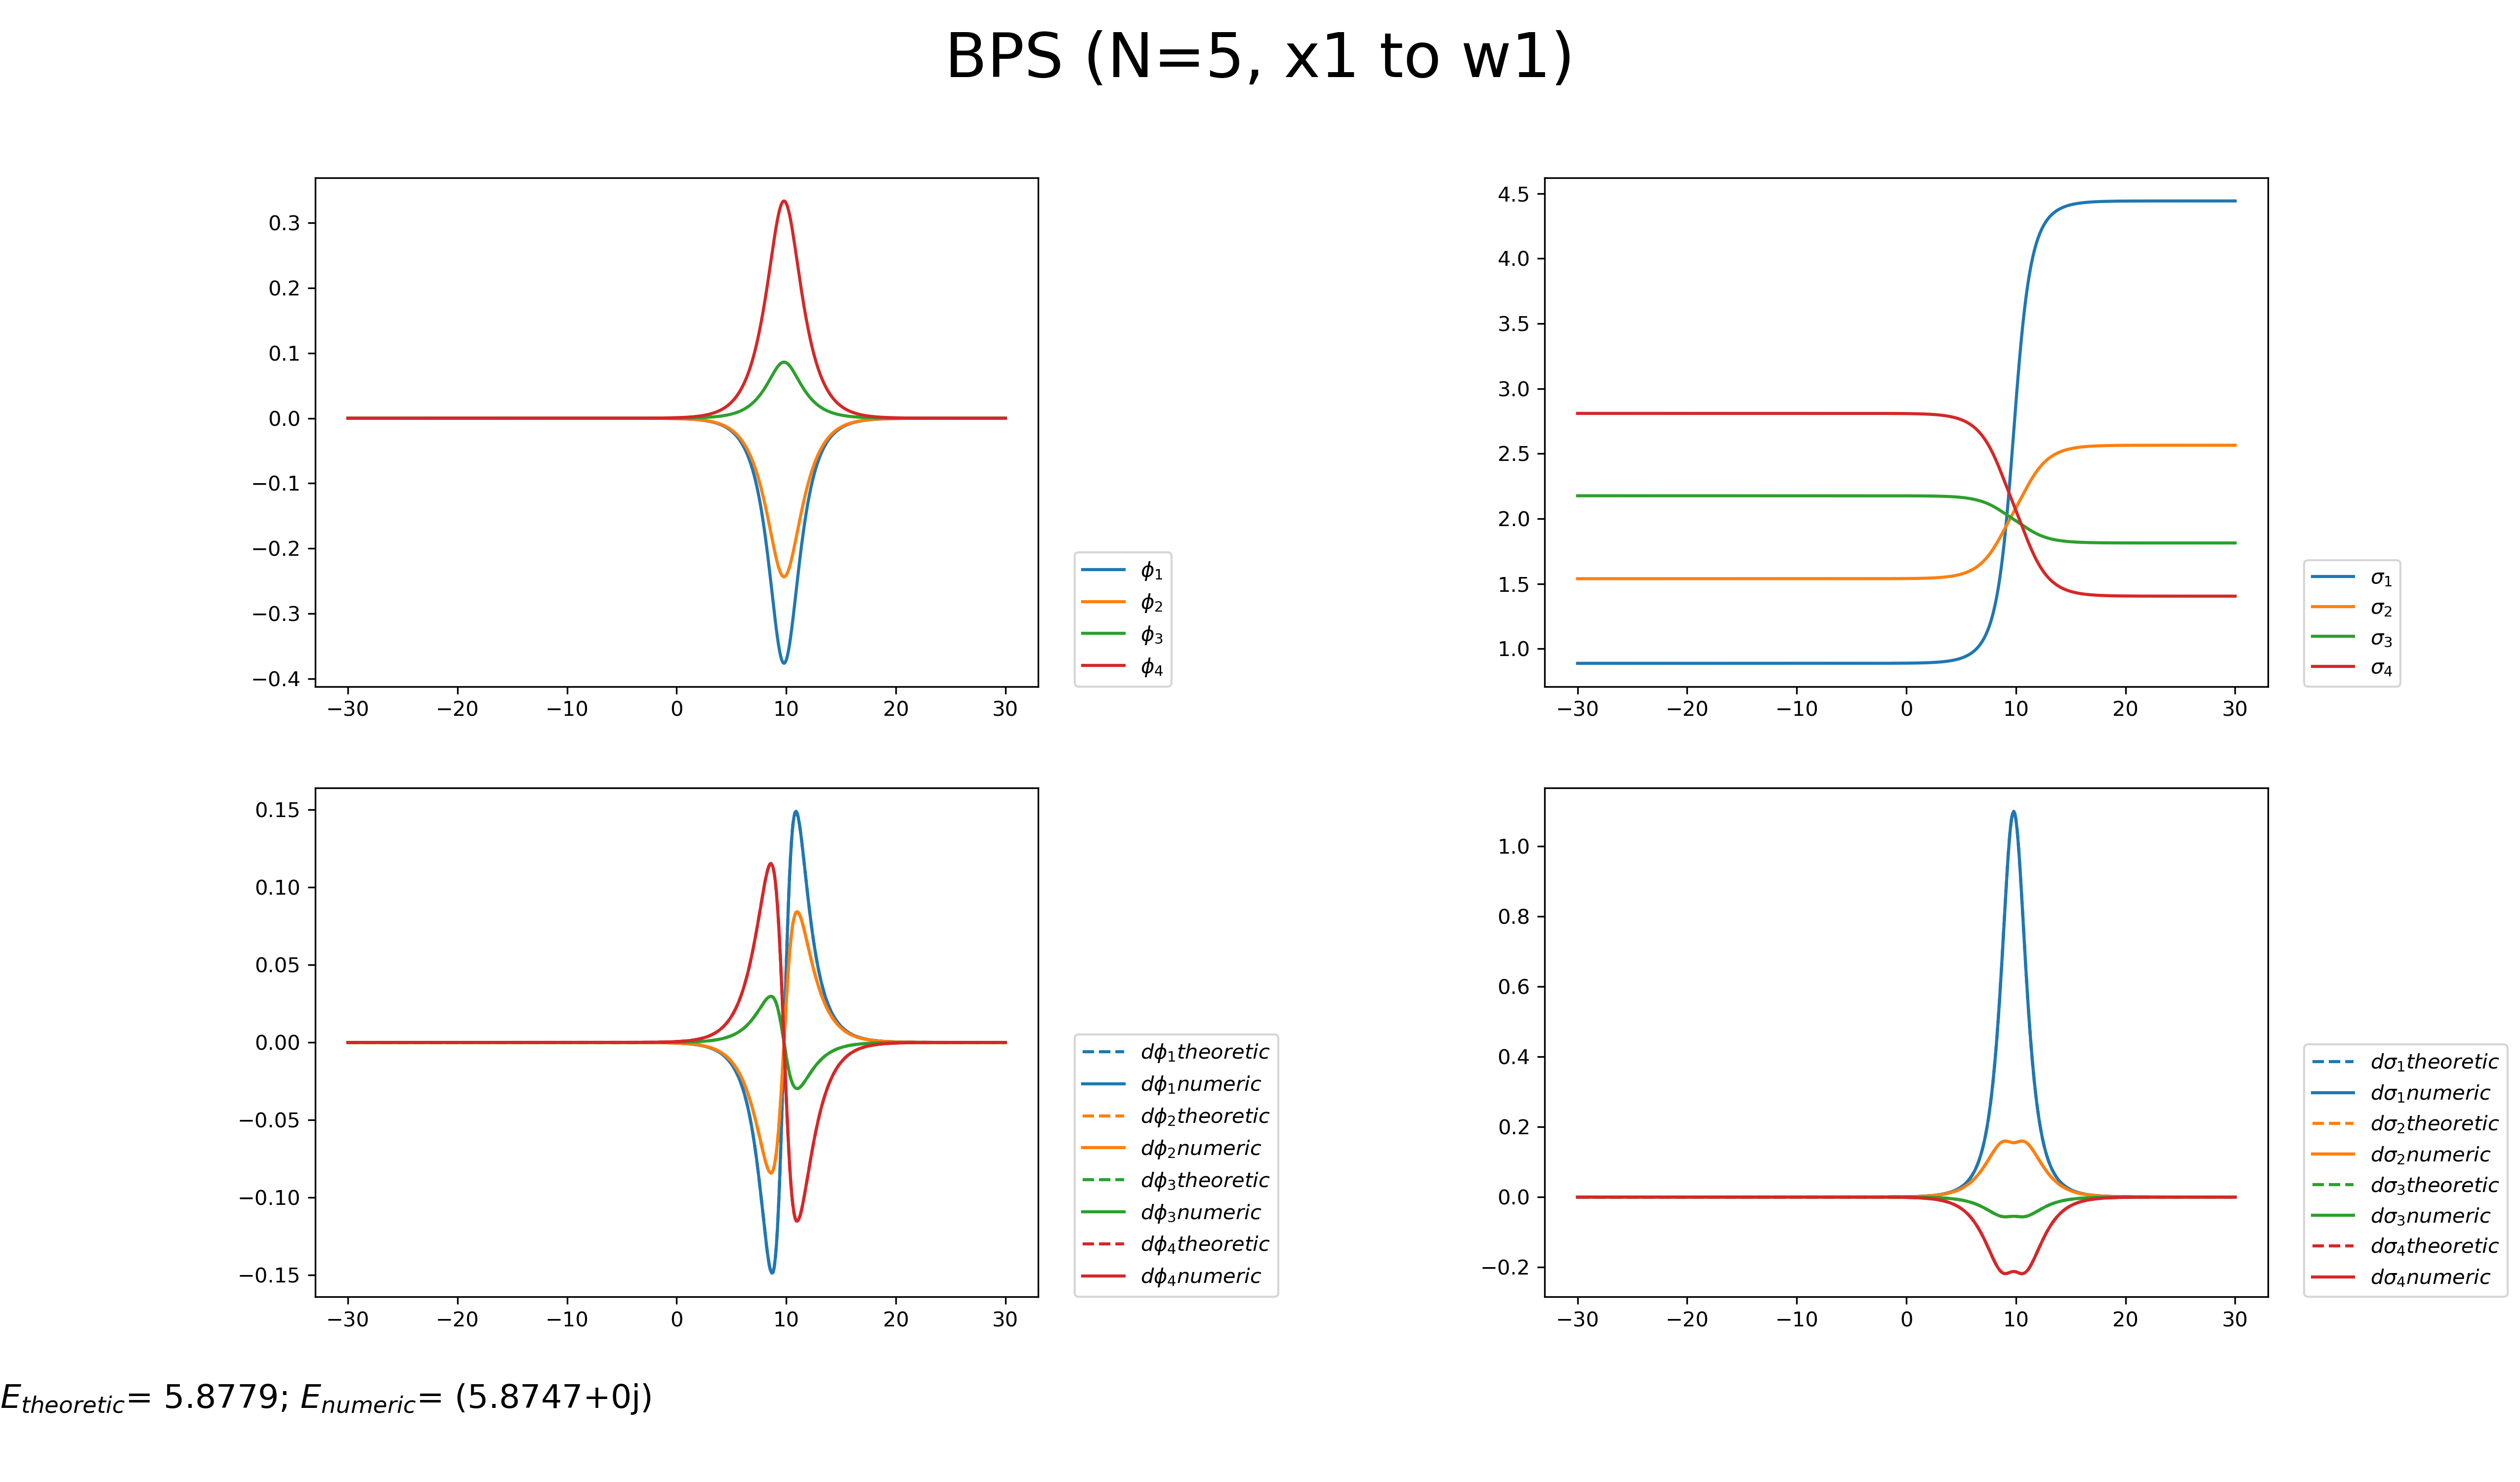 BPS (N=5, x1 to w1)
0.3
0.2
0.1
0.0
−0.1
−0.2
−0.3
−0.4
−30 −20 −10 0 10 20 30
ϕ₁
ϕ₂
ϕ₃
ϕ₄
4.5
4.0
3.5
3.0
2.5
2.0
1.5
1.0
−30 −20 −10 0 10 20 30
σ₁
σ₂
σ₃
σ₄
0.15
0.10
0.05
0.00
−0.05
−0.10
−0.15
−30 −20 −10 0 10 20 30
dϕ₁theoretic
dϕ₁numeric
dϕ₂theoretic
dϕ₂numeric
dϕ₃theoretic
dϕ₃numeric
dϕ₄theoretic
dϕ₄numeric
1.0
0.8
0.6
0.4
0.2
0.0
−0.2
−30 −20 −10 0 10 20 30
dσ₁theoretic
dσ₁numeric
dσ₂theoretic
dσ₂numeric
dσ₃theoretic
dσ₃numeric
dσ₄theoretic
dσ₄numeric
E_theoretic= 5.8779; E_numeric= (5.8747+0j)